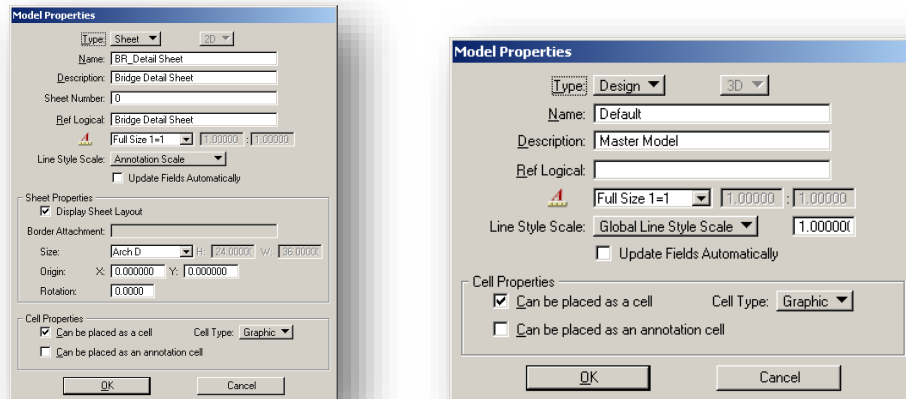 Model Properties
Type: Sheet 2D
Name: BR_Detail Sheet
Description: Bridge Detail Sheet
Sheet Number: 0
Ref Logical: Bridge Detail Sheet
Full Size 1=1 1.00000 : 1.00000
Line Style Scale: Annotation Scale
Update Fields Automatically
Sheet Properties
Display Sheet Layout
Border Attachment:
Size: Arch D H: 24.0000 W: 36.0000
Origin: X: 0.000000 Y: 0.000000
Rotation: 0.0000
Cell Properties
Can be placed as a cell Cell Type: Graphic
Can be placed as an annotation cell
OK Cancel
Model Properties
Type: Design 3D
Name: Default
Description: Master Model
Ref Logical:
Full Size 1=1 1.00000 : 1.00000
Line Style Scale: Global Line Style Scale 1.00000
Update Fields Automatically
Cell Properties
Can be placed as a cell Cell Type: Graphic
Can be placed as an annotation cell
OK Cancel